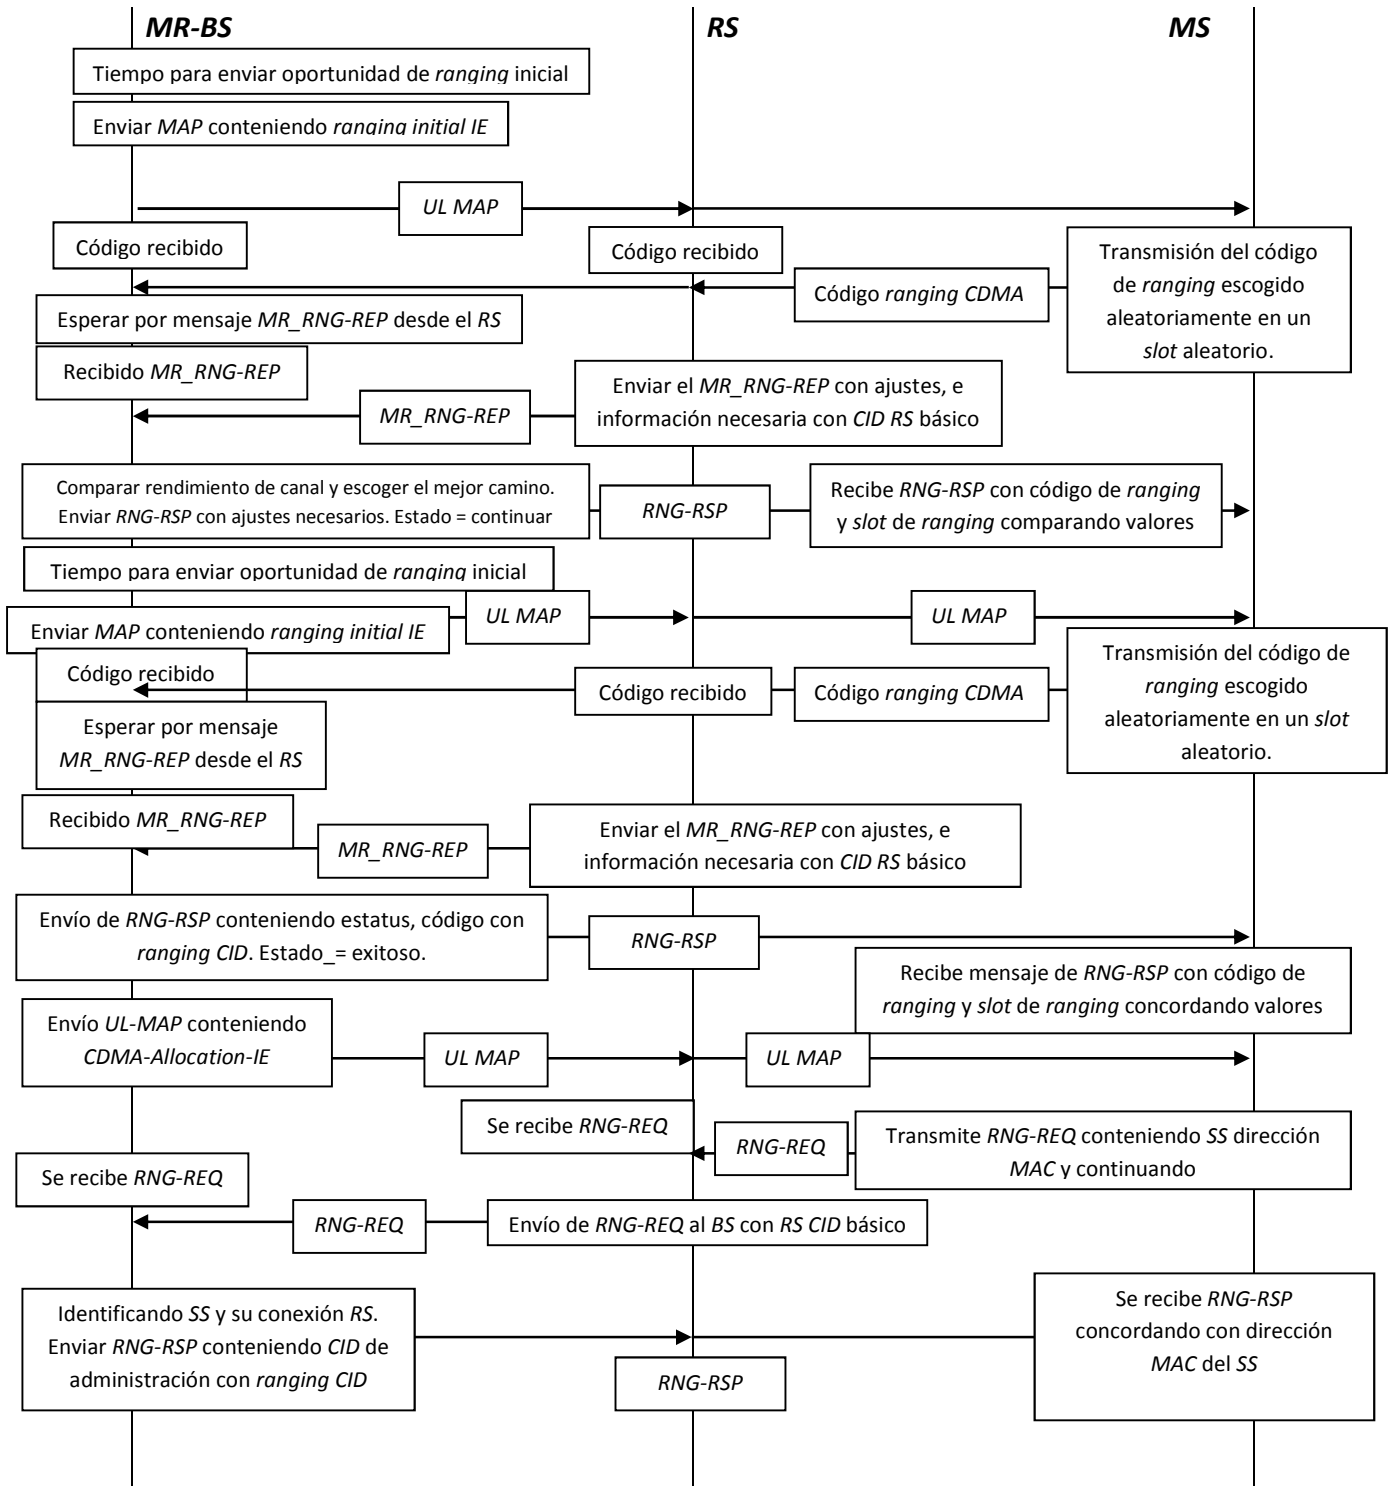 MR-BS
RS
MS
Tiempo para enviar oportunidad de ranging inicial
Enviar MAP conteniendo ranging initial IE
UL MAP
Código recibido
Código recibido
Transmisión del código
de ranging escogido
aleatoriamente en un
slot aleatorio.
Código ranging CDMA
Esperar por mensaje MR_RNG-REP desde el RS
Recibido MR_RNG-REP
Enviar el MR_RNG-REP con ajustes, e
información necesaria con CID RS básico
MR_RNG-REP
Comparar rendimiento de canal y escoger el mejor camino.
Enviar RNG-RSP con ajustes necesarios. Estado = continuar
RNG-RSP
Recibe RNG-RSP con código de ranging
y slot de ranging comparando valores
Tiempo para enviar oportunidad de ranging inicial
Enviar MAP conteniendo ranging initial IE
UL MAP
UL MAP
Código recibido
Código recibido
Código ranging CDMA
Transmisión del código de
ranging escogido
aleatoriamente en un slot
aleatorio.
Esperar por mensaje
MR_RNG-REP desde el RS
Recibido MR_RNG-REP
MR_RNG-REP
Enviar el MR_RNG-REP con ajustes, e
información necesaria con CID RS básico
Envío de RNG-RSP conteniendo estatus, código con
ranging CID. Estado_= exitoso.
RNG-RSP
Recibe mensaje de RNG-RSP con código de
ranging y slot de ranging concordando valores
Envío UL-MAP conteniendo
CDMA-Allocation-IE
UL MAP
UL MAP
Se recibe RNG-REQ
RNG-REQ
Transmite RNG-REQ conteniendo SS dirección
MAC y continuando
Se recibe RNG-REQ
RNG-REQ
Envío de RNG-REQ al BS con RS CID básico
Identificando SS y su conexión RS.
Enviar RNG-RSP conteniendo CID de
administración con ranging CID
RNG-RSP
Se recibe RNG-RSP
concordando con dirección
MAC del SS